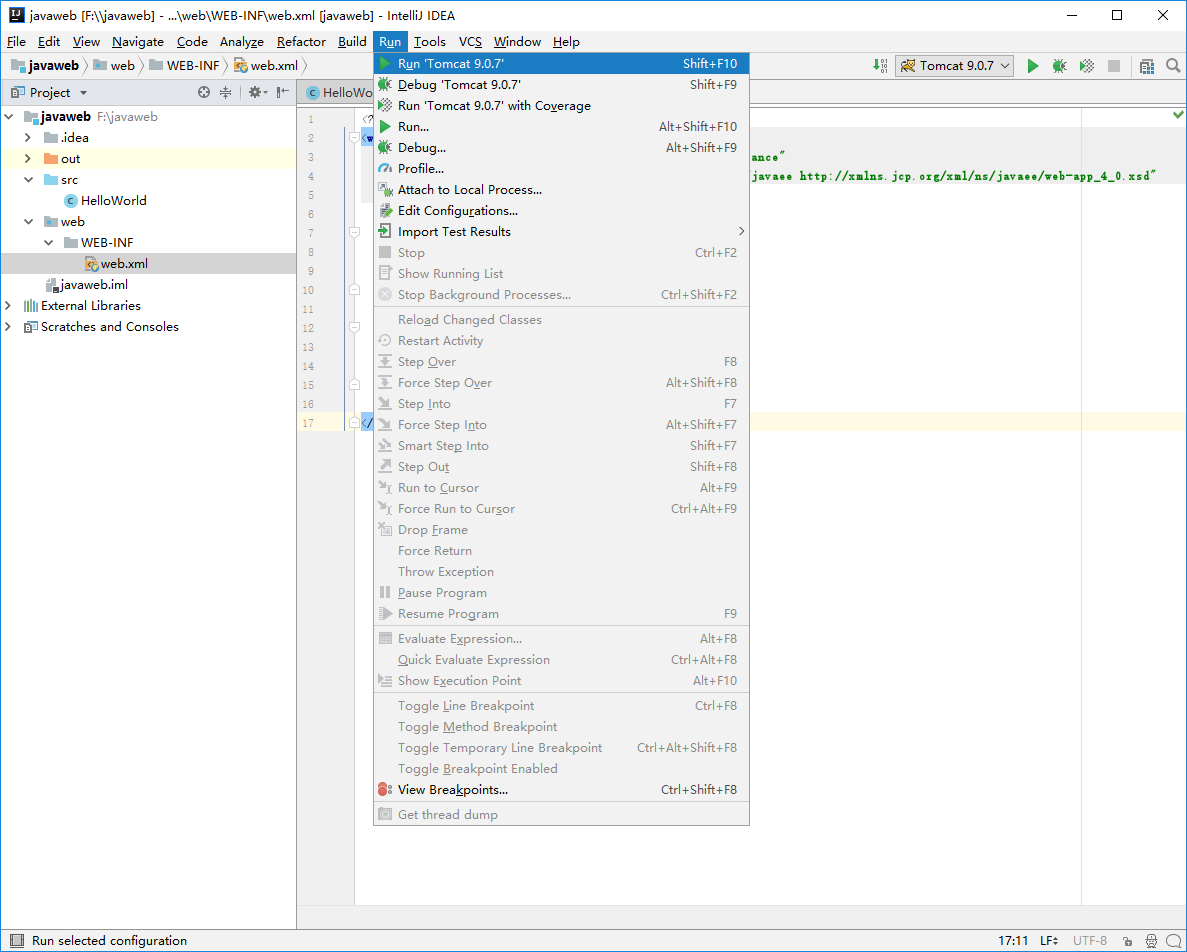 javaweb [F:\\javaweb] - ...\web\WEB-INF\web.xml [javaweb] - IntelliJ IDEA
File Edit View Navigate Code Analyze Refactor Build Run Tools VCS Window Help
javaweb web WEB-INF web.xml
Tomcat 9.0.7
Project
javaweb F:\javaweb
.idea
out
src
HelloWorld
web
WEB-INF
web.xml
javaweb.iml
External Libraries
Scratches and Consoles
HelloWo
1 <?
2 <w
3 ance"
4 javaee http://xmlns.jcp.org/xml/ns/javaee/web-app_4_0.xsd"
5
6
7
8
9
10
11
12
13
14
15
16
17 </
Run 'Tomcat 9.0.7' Shift+F10
Debug 'Tomcat 9.0.7' Shift+F9
Run 'Tomcat 9.0.7' with Coverage
Run... Alt+Shift+F10
Debug... Alt+Shift+F9
Profile...
Attach to Local Process...
Edit Configurations...
Import Test Results
Stop Ctrl+F2
Show Running List
Stop Background Processes... Ctrl+Shift+F2
Reload Changed Classes
Restart Activity
Step Over F8
Force Step Over Alt+Shift+F8
Step Into F7
Force Step Into Alt+Shift+F7
Smart Step Into Shift+F7
Step Out Shift+F8
Run to Cursor Alt+F9
Force Run to Cursor Ctrl+Alt+F9
Drop Frame
Force Return
Throw Exception
Pause Program
Resume Program F9
Evaluate Expression... Alt+F8
Quick Evaluate Expression Ctrl+Alt+F8
Show Execution Point Alt+F10
Toggle Line Breakpoint Ctrl+F8
Toggle Method Breakpoint
Toggle Temporary Line Breakpoint Ctrl+Alt+Shift+F8
Toggle Breakpoint Enabled
View Breakpoints... Ctrl+Shift+F8
Get thread dump
Run selected configuration
17:11 LF UTF-8